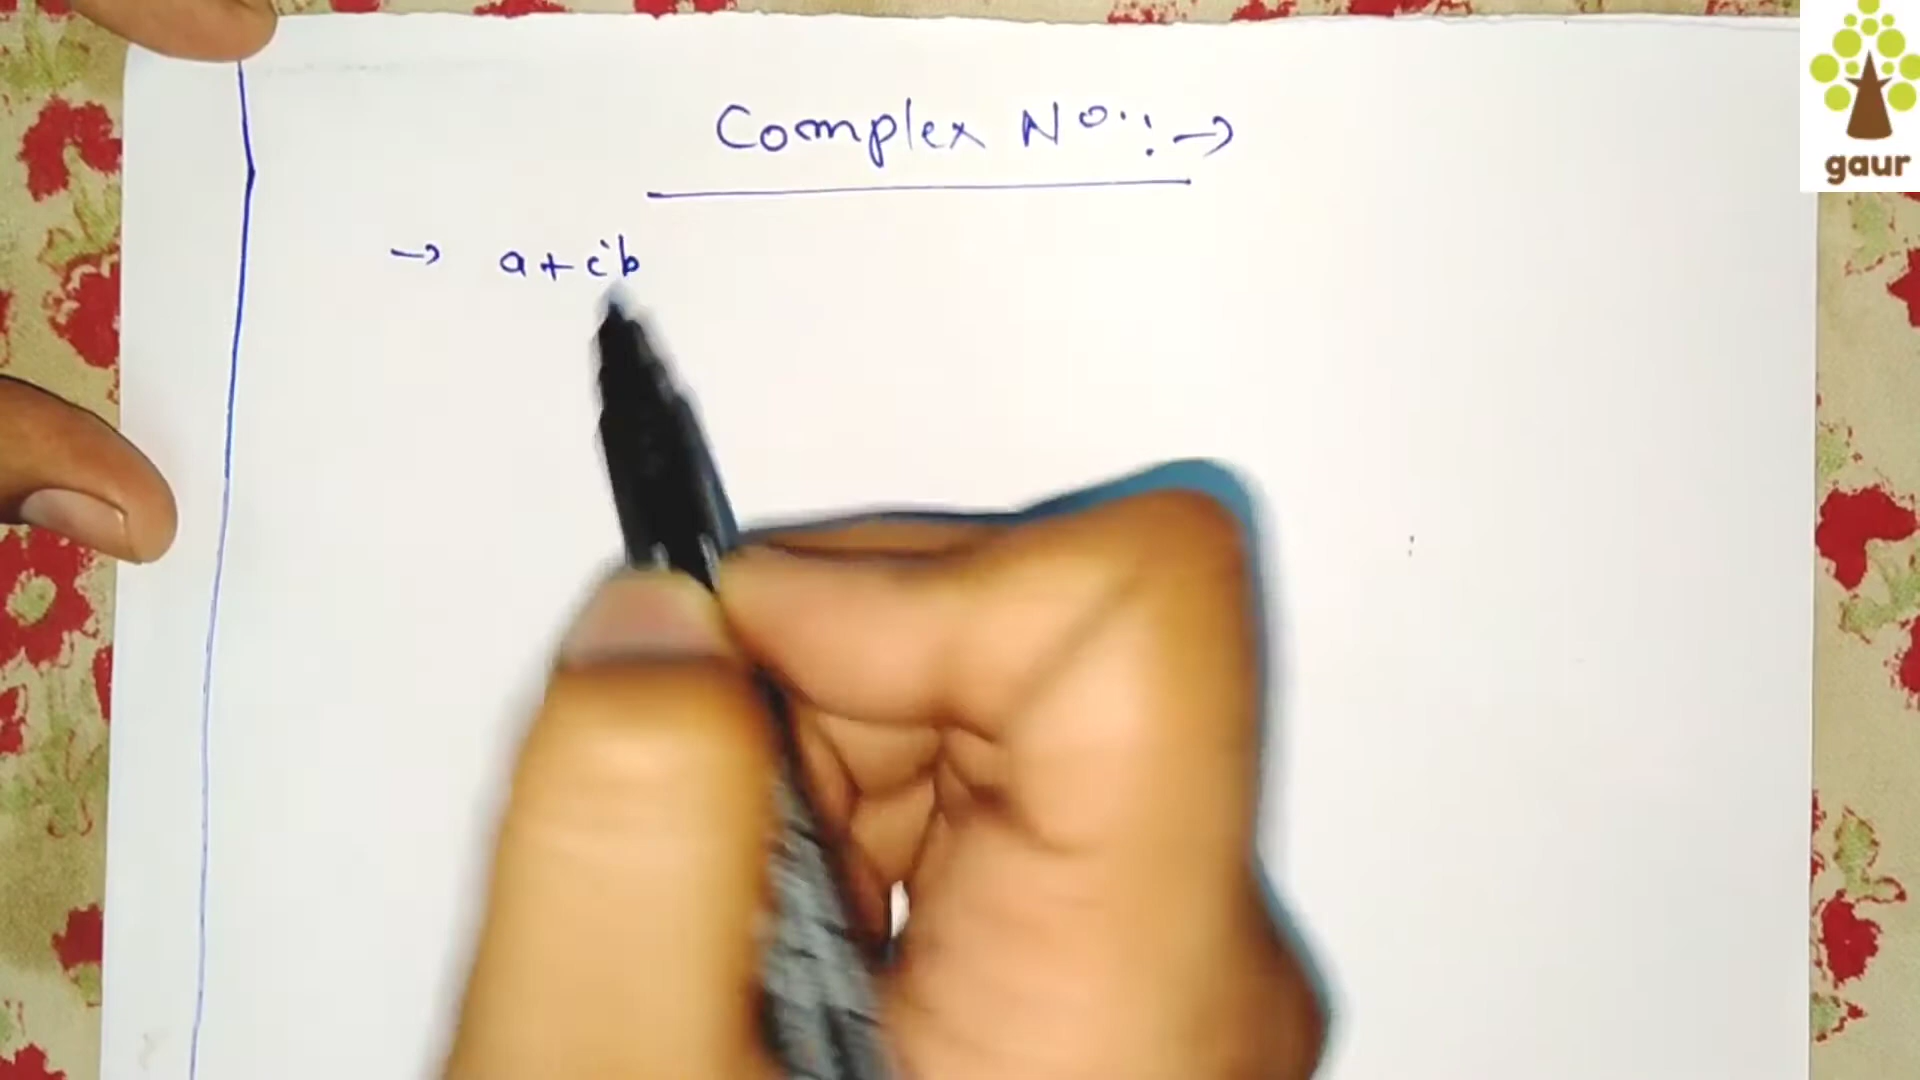 Complex No.: →
→ a + ib
gaur